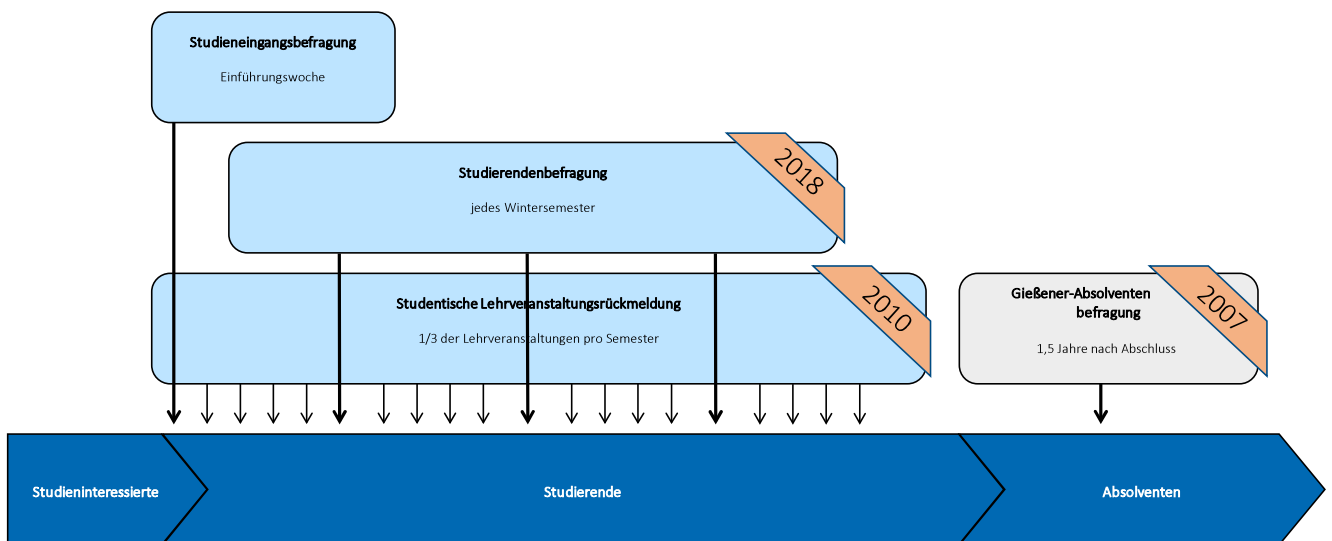 Studieneingangsbefragung
Einführungswoche
Studierendenbefragung
jedes Wintersemester
2018
Studentische Lehrveranstaltungsrückmeldung
1/3 der Lehrveranstaltungen pro Semester
2010
Gießener-Absolventen
befragung
1,5 Jahre nach Abschluss
2007
Studieninteressierte
Studierende
Absolventen